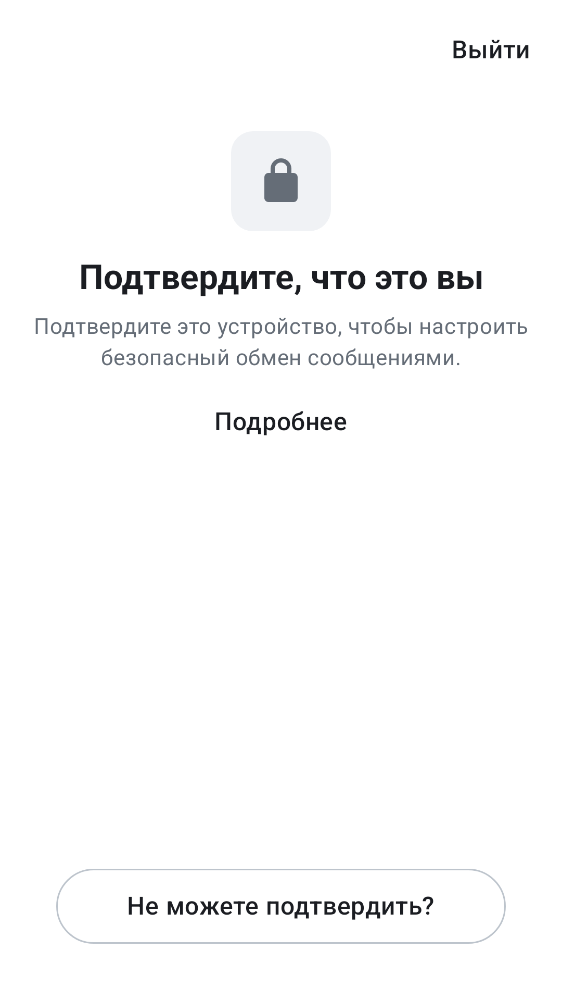 Выйти
Подтвердите, что это вы
Подтвердите это устройство, чтобы настроить
безопасный обмен сообщениями.
Подробнее
Не можете подтвердить?